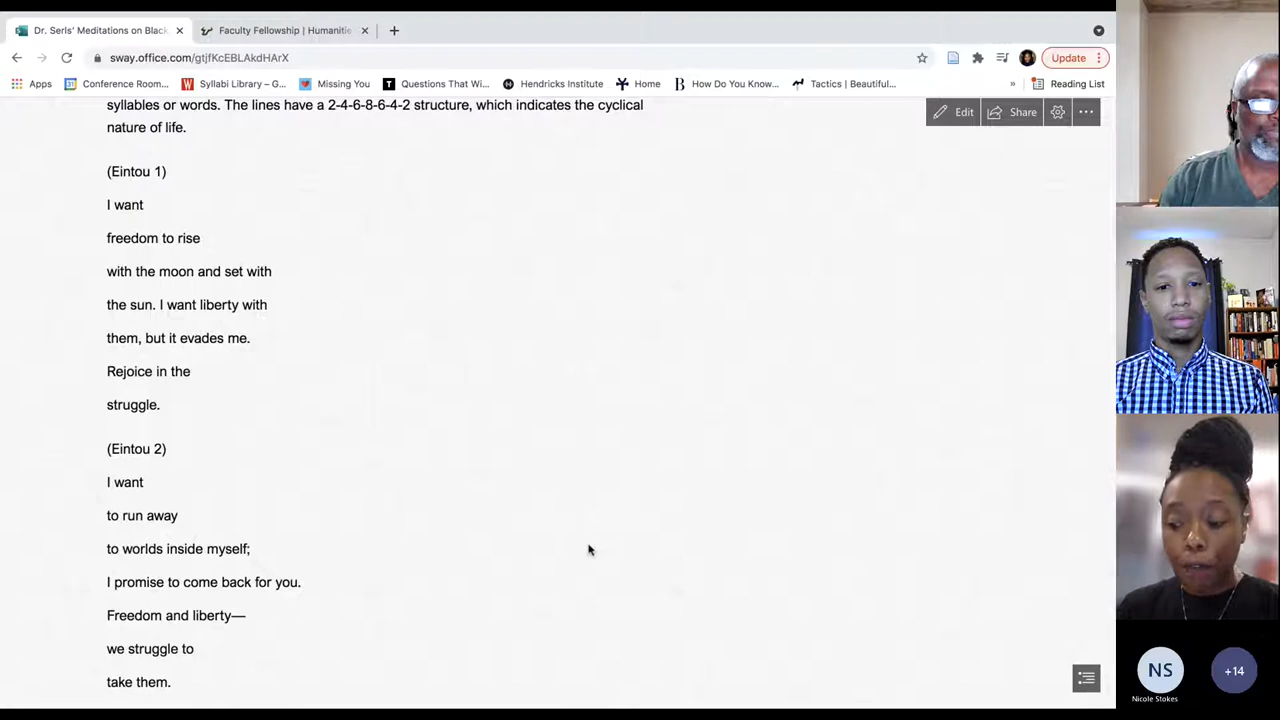 Dr. Serls' Meditations on Black
Faculty Fellowship | Humanitie
sway.office.com/gtjfKcEBLAkdHArX
Update
Apps
Conference Room...
Syllabi Library – G...
Missing You
Questions That Wi...
Hendricks Institute
Home
How Do You Know...
Tactics | Beautiful...
»
Reading List
syllables or words. The lines have a 2-4-6-8-6-4-2 structure, which indicates the cyclical
nature of life.
Edit
Share
(Eintou 1)
I want
freedom to rise
with the moon and set with
the sun. I want liberty with
them, but it evades me.
Rejoice in the
struggle.
(Eintou 2)
I want
to run away
to worlds inside myself;
I promise to come back for you.
Freedom and liberty—
we struggle to
take them.
NS
Nicole Stokes
+14